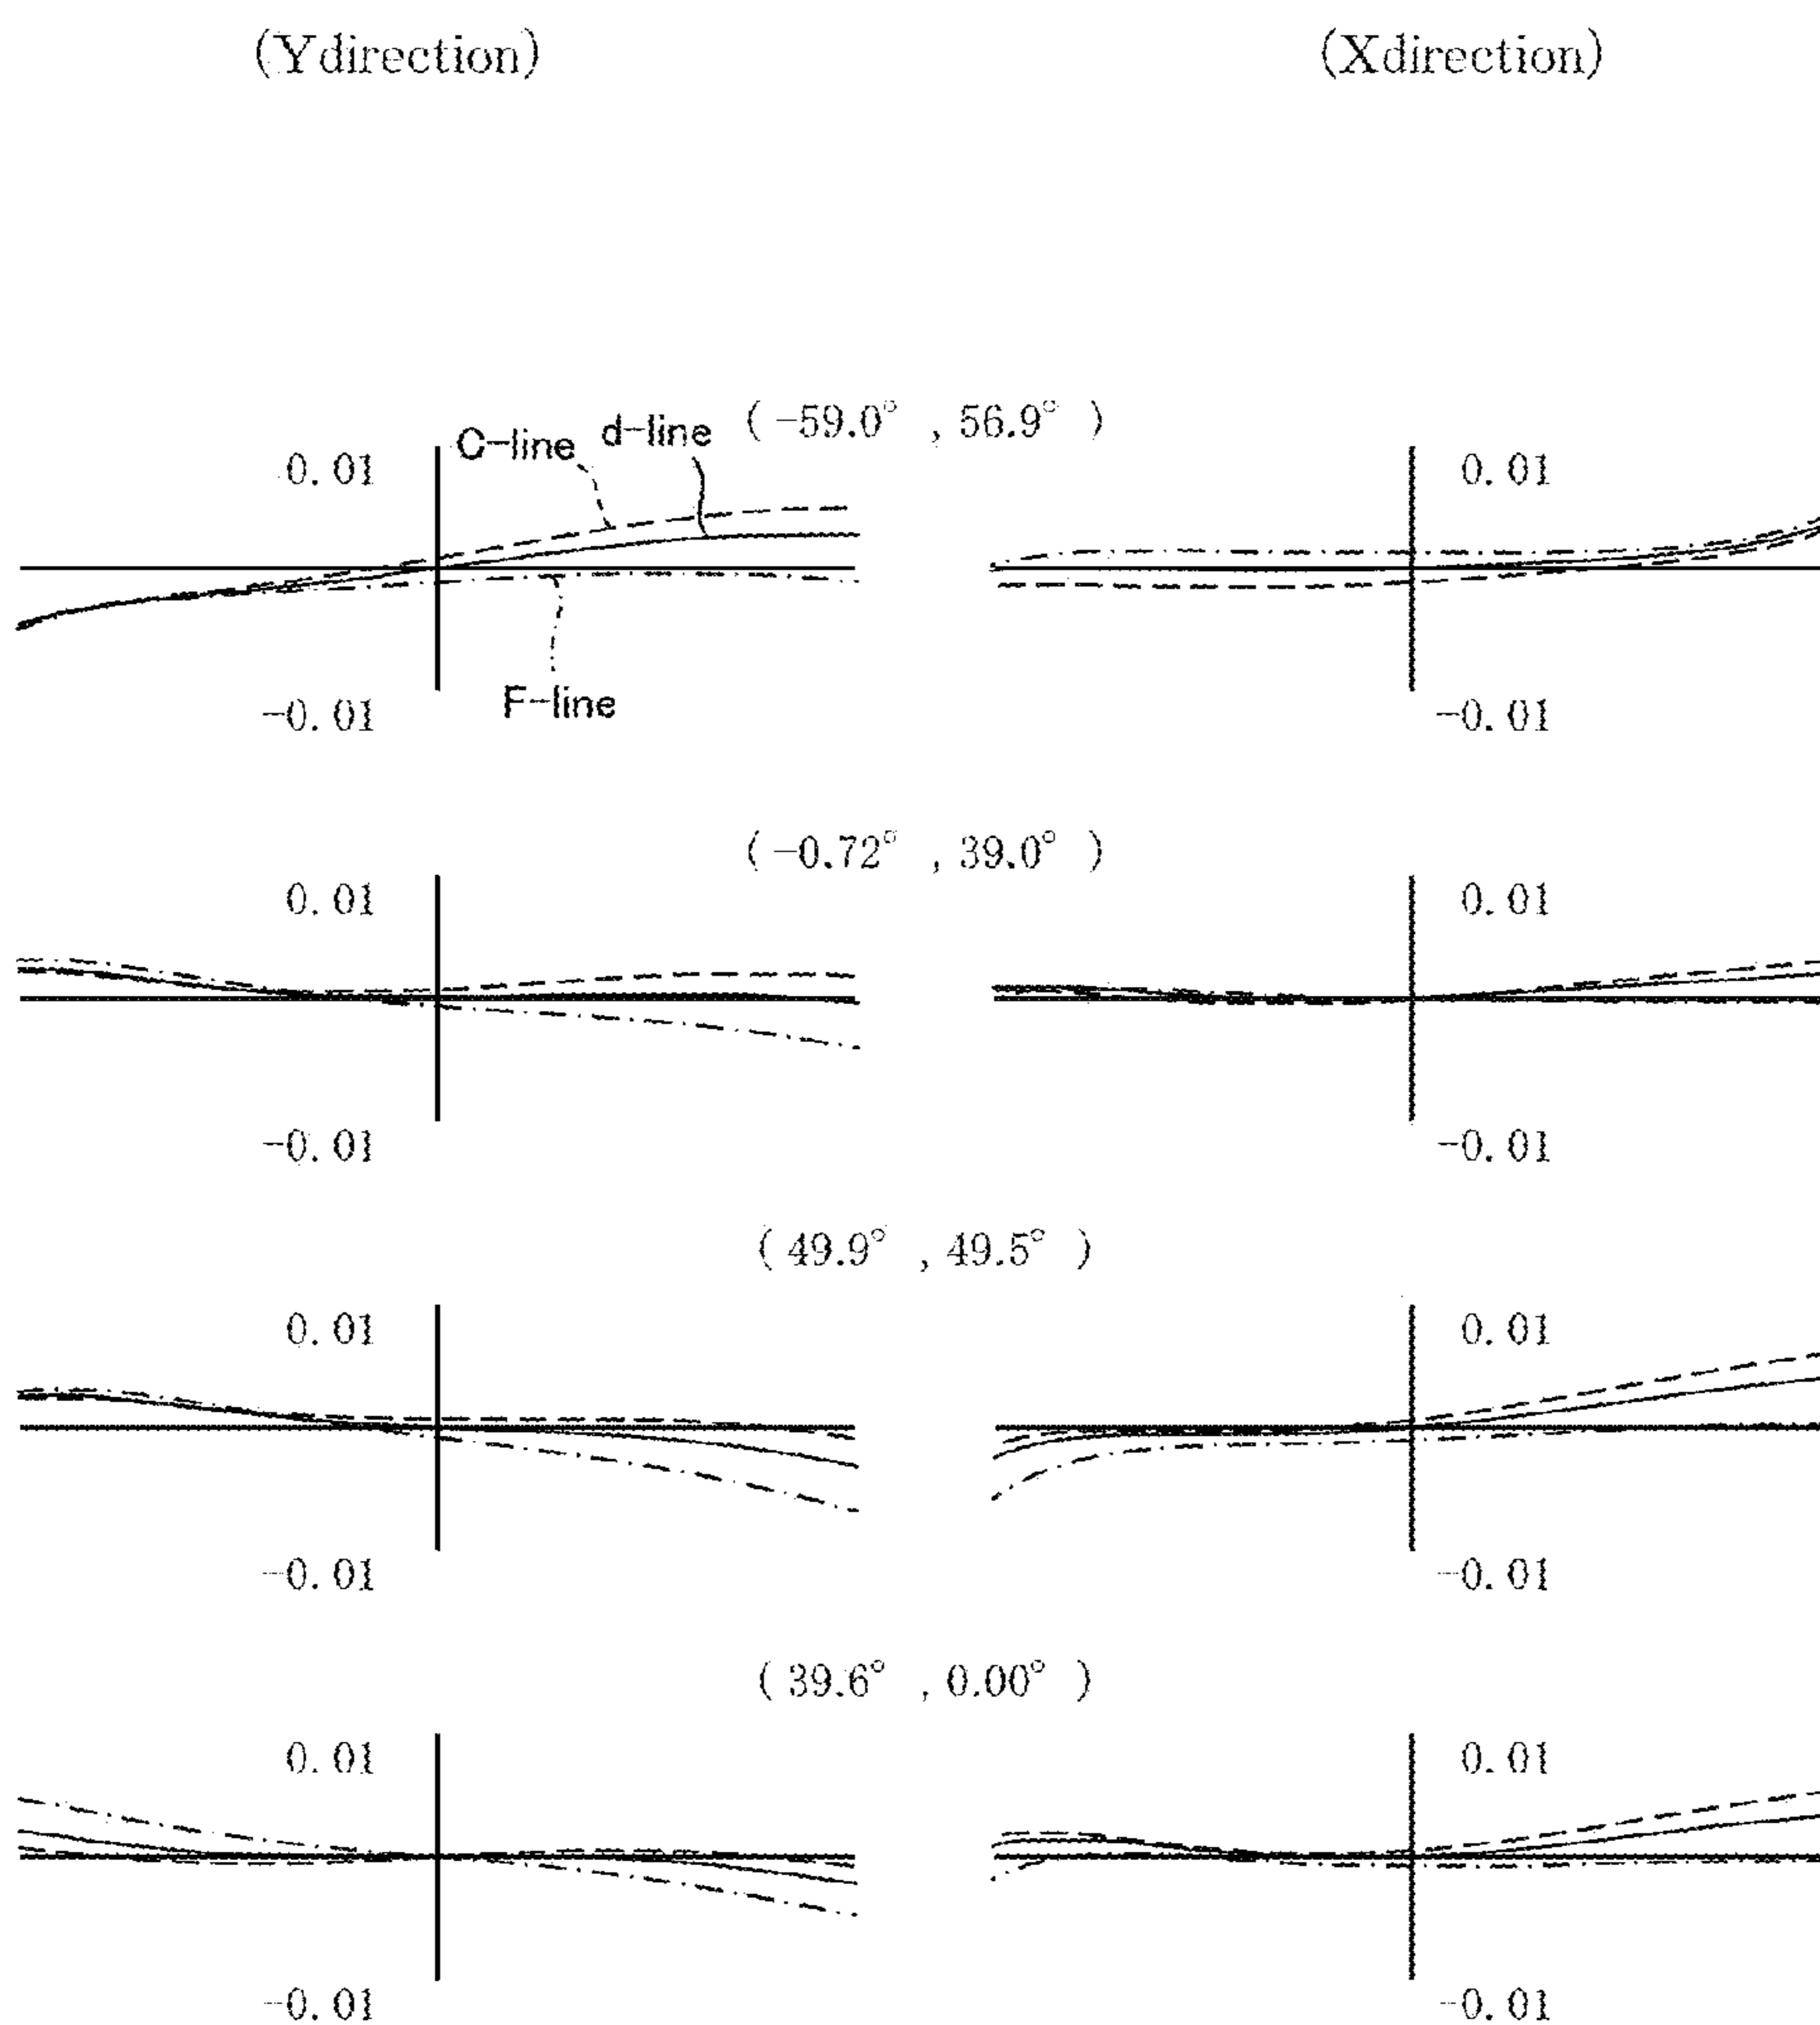 (Ydirection) (Xdirection)
(-59.0° , 56.9° )
C-line d-line
0.01 0.01
F-line
-0.01 -0.01
(-0.72° , 39.0° )
0.01 0.01
-0.01 -0.01
( 49.9° , 49.5° )
0.01 0.01
-0.01 -0.01
( 39.6° , 0.00° )
0.01 0.01
-0.01 -0.01